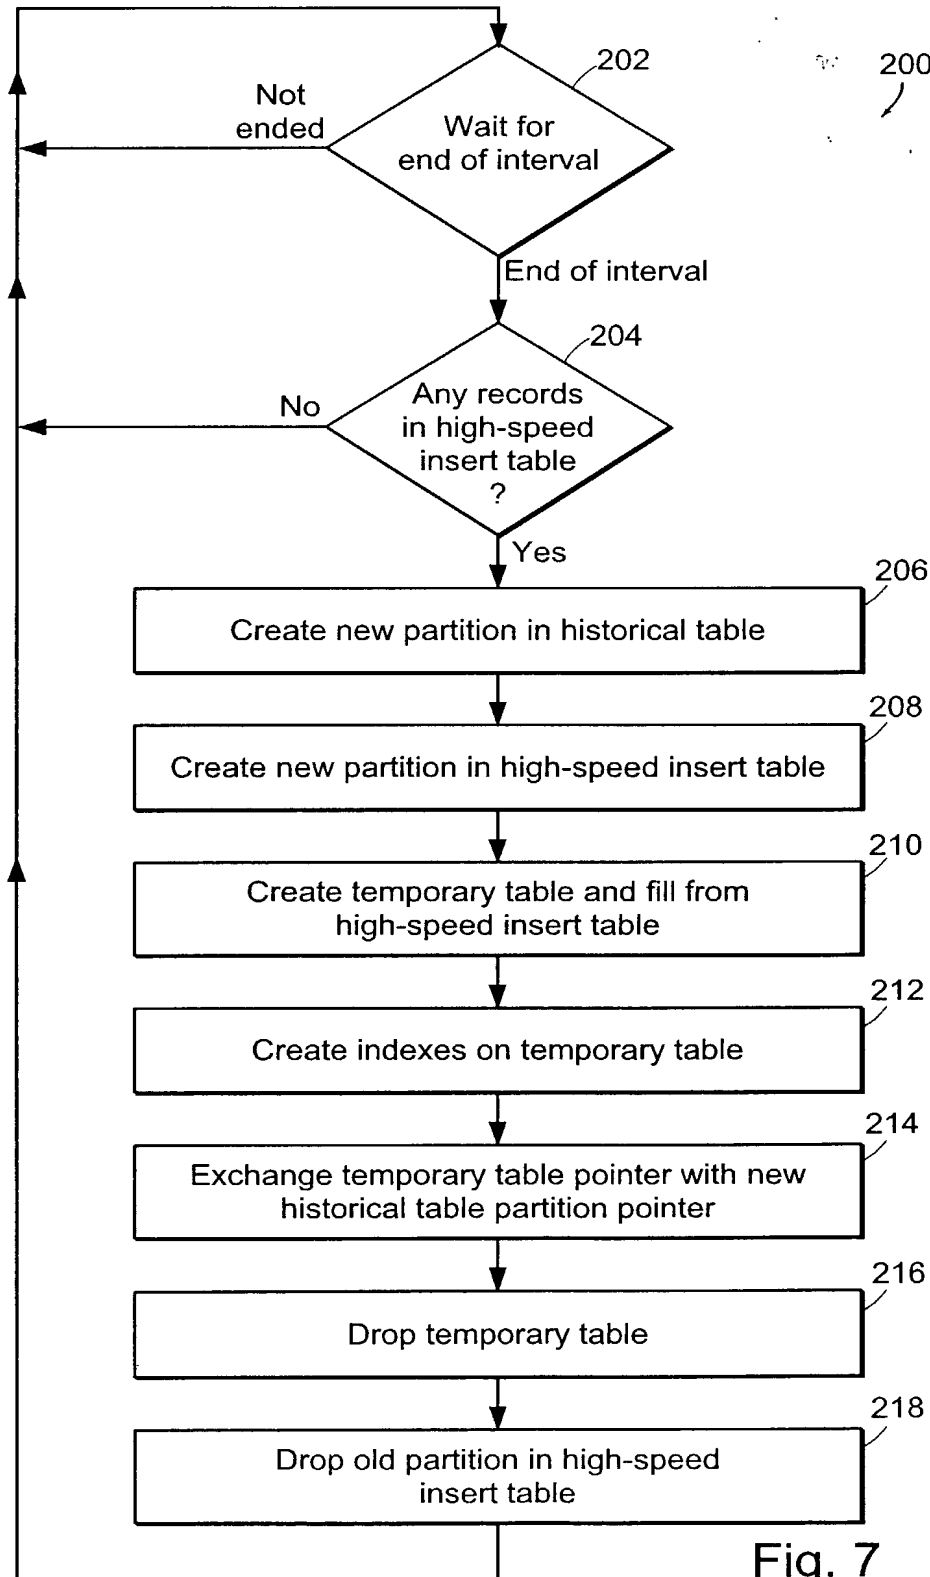 202
200
Not
ended
Wait for
end of interval
End of interval
204
No
Any records
in high-speed
insert table
?
Yes
206
Create new partition in historical table
208
Create new partition in high-speed insert table
210
Create temporary table and fill from
high-speed insert table
212
Create indexes on temporary table
214
Exchange temporary table pointer with new
historical table partition pointer
216
Drop temporary table
218
Drop old partition in high-speed
insert table
Fig. 7